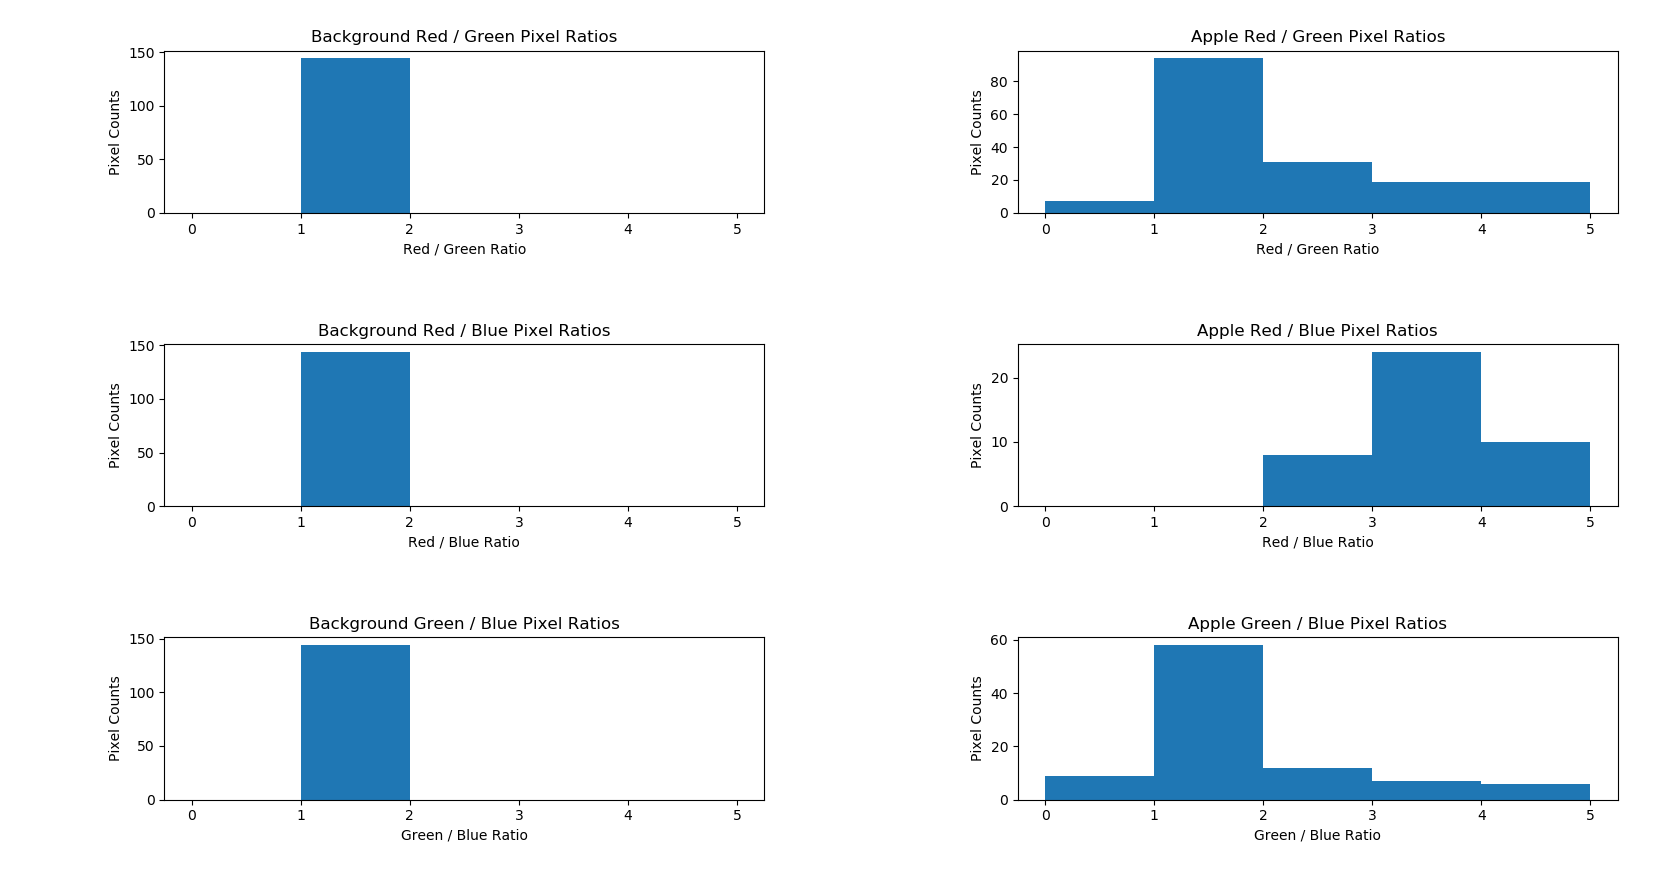 Background Red / Green Pixel Ratios
Pixel Counts
150
100
50
0
0 1 2 3 4 5
Red / Green Ratio
Apple Red / Green Pixel Ratios
Pixel Counts
80
60
40
20
0
0 1 2 3 4 5
Red / Green Ratio
Background Red / Blue Pixel Ratios
Pixel Counts
150
100
50
0
0 1 2 3 4 5
Red / Blue Ratio
Apple Red / Blue Pixel Ratios
Pixel Counts
20
10
0
0 1 2 3 4 5
Red / Blue Ratio
Background Green / Blue Pixel Ratios
Pixel Counts
150
100
50
0
0 1 2 3 4 5
Green / Blue Ratio
Apple Green / Blue Pixel Ratios
Pixel Counts
60
40
20
0
0 1 2 3 4 5
Green / Blue Ratio